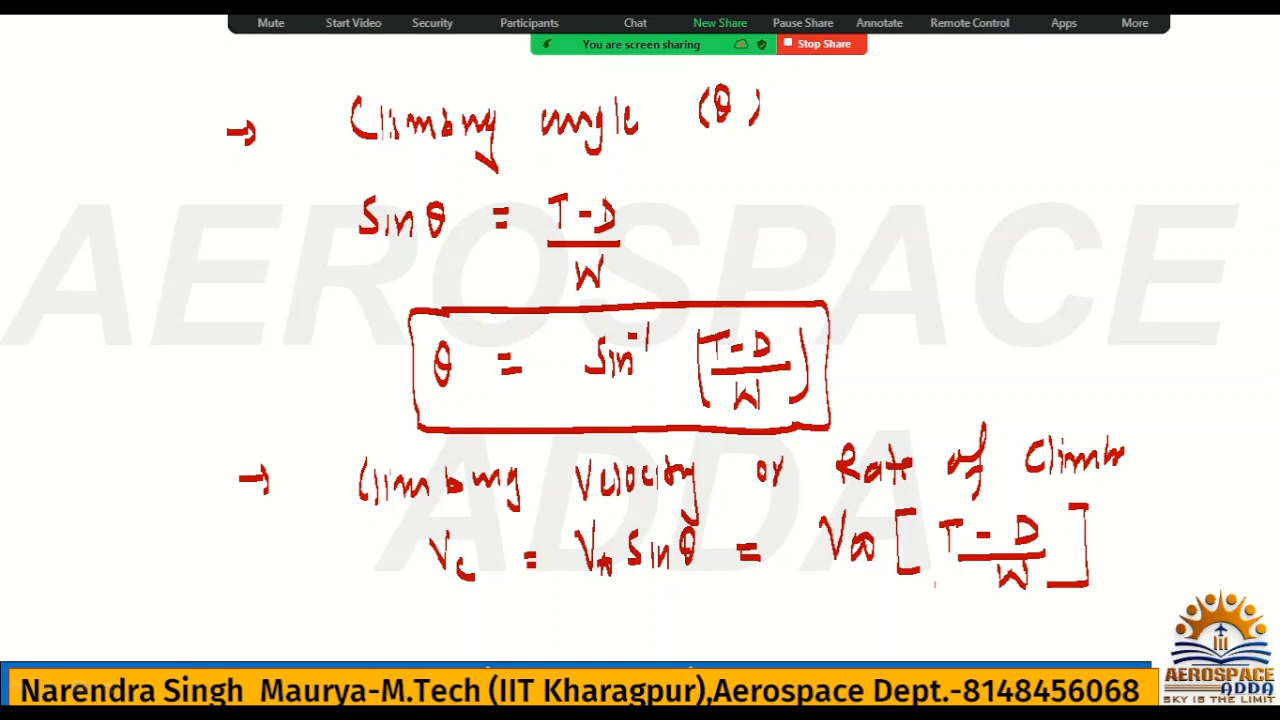 Mute Start Video Security Participants Chat New Share Pause Share Annotate Remote Control Apps More
You are screen sharing Stop Share
→ Climbing angle (θ)
Sinθ = T-D/W
θ = Sin⁻¹ (T-D/W)
→ Climbing Velocity or Rate of Climb
Vc = V∞ Sinθ = V∞ [T-D/W]
AEROSPACE
ADDA
Narendra Singh Maurya-M.Tech (IIT Kharagpur),Aerospace Dept.-8148456068
AEROSPACE
ADDA
SKY IS THE LIMIT